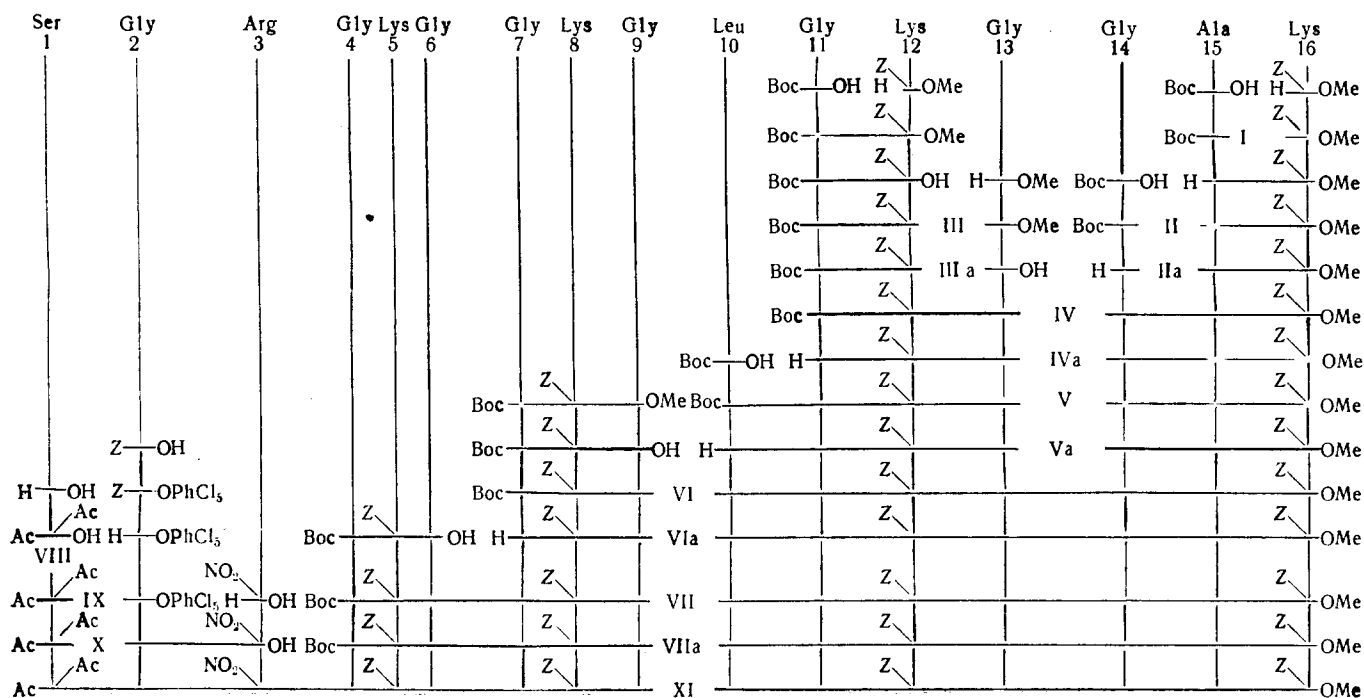 Ser Gly Arg Gly Lys Gly Gly Lys Gly Leu Gly Lys Gly Gly Ala Lys
1 2 3 4 5 6 7 8 9 10 11 12 13 14 15 16
Z Z
Boc OH H OMe Boc OH H OMe
Z Z
Boc OMe Boc I OMe
Z Z
Boc OH H OMe Boc OH H OMe
Z Z
Boc III OMe Boc II OMe
Z Z
Boc III a OH H IIa OMe
Z Z
Boc IV OMe
Z Z
Boc OH H IVa OMe
Z Z Z
Boc OMe Boc V OMe
Z Z Z
Z OH Boc OH H Va OMe
Z Z Z
H OH Z OPhCl5 Boc VI OMe
Ac Z Z Z Z
Ac OH H OPhCl5 Boc OH H VIa OMe
VIII
Ac NO2 Z Z Z Z
Ac IX OPhCl5 H OH Boc VII OMe
Ac NO2 Z Z Z Z
Ac X OH Boc VIIa OMe
Ac NO2 Z Z Z Z
Ac XI OMe